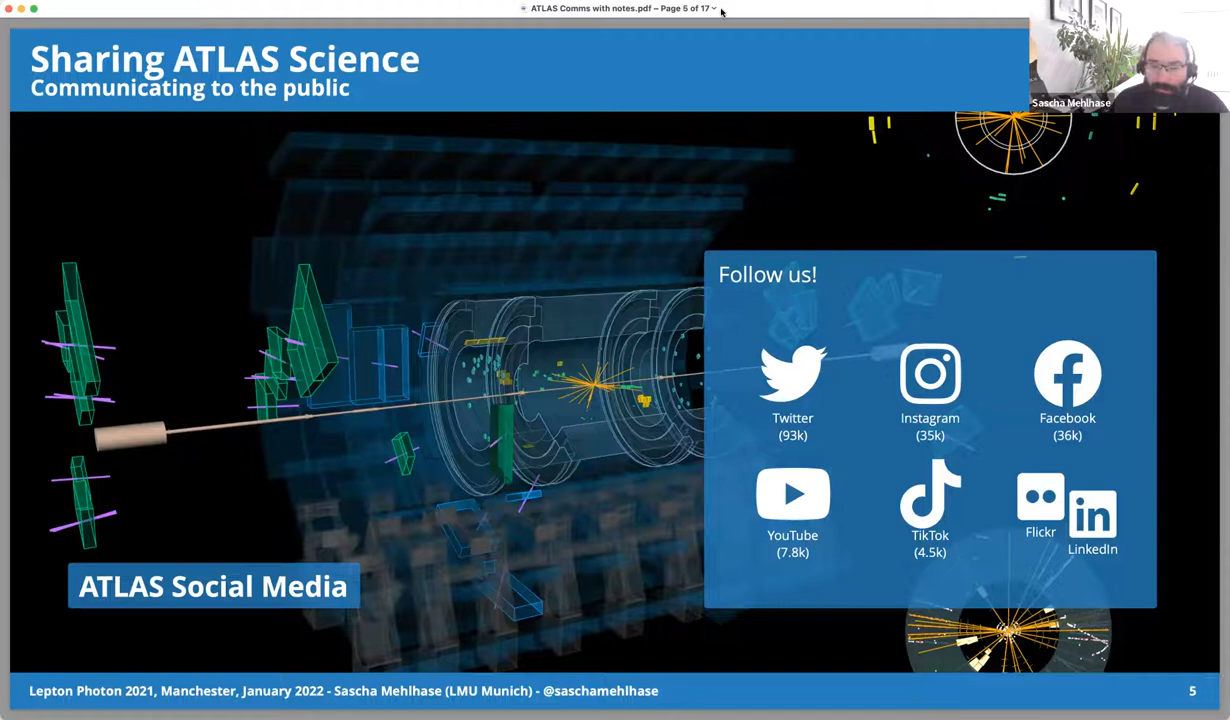 ATLAS Comms with notes.pdf – Page 5 of 17
Sharing ATLAS Science
Communicating to the public
Sascha Mehlhase
Follow us!
Twitter
(93k)
Instagram
(35k)
Facebook
(36k)
YouTube
(7.8k)
TikTok
(4.5k)
Flickr
in
LinkedIn
ATLAS Social Media
Lepton Photon 2021, Manchester, January 2022 - Sascha Mehlhase (LMU Munich) - @saschamehlhase
5